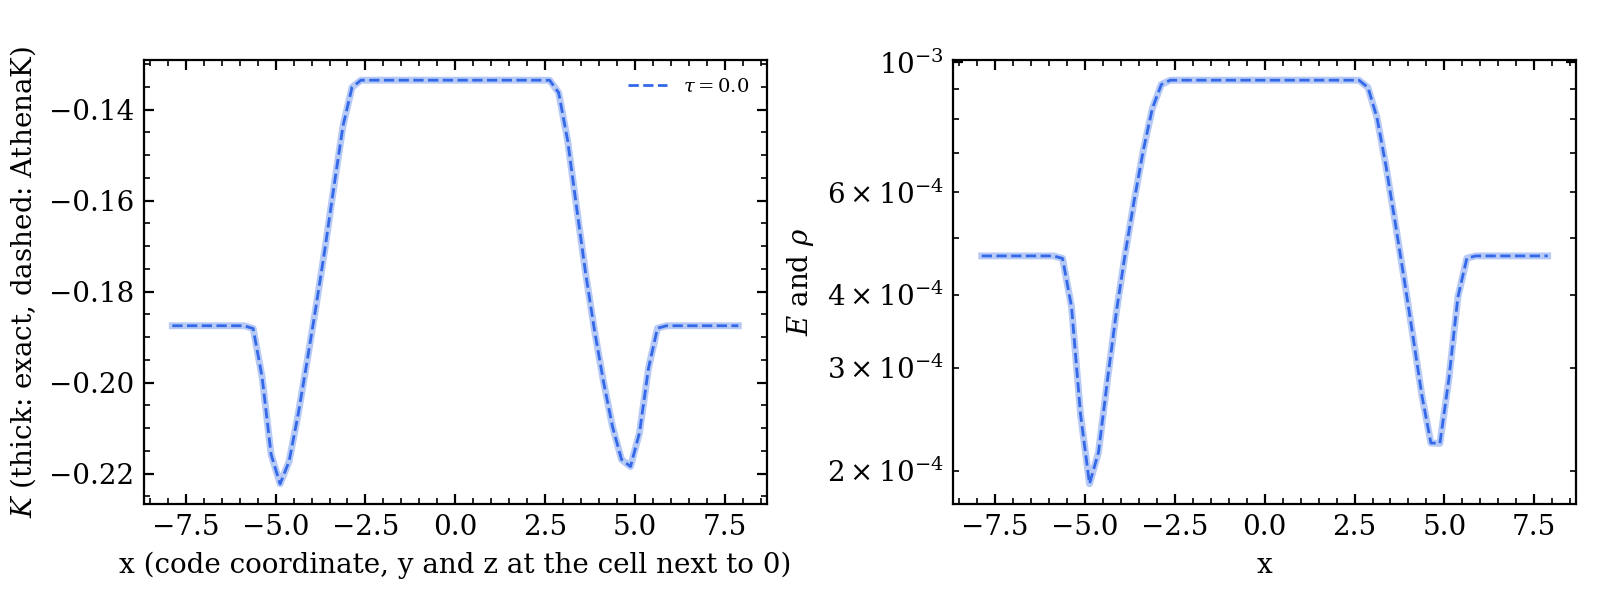 K (thick: exact, dashed: AthenaK)
−0.14
−0.16
−0.18
−0.20
−0.22
τ = 0.0
−7.5 −5.0 −2.5 0.0 2.5 5.0 7.5
x (code coordinate, y and z at the cell next to 0)
E and ρ
10⁻³
6 × 10⁻⁴
4 × 10⁻⁴
3 × 10⁻⁴
2 × 10⁻⁴
−7.5 −5.0 −2.5 0.0 2.5 5.0 7.5
x